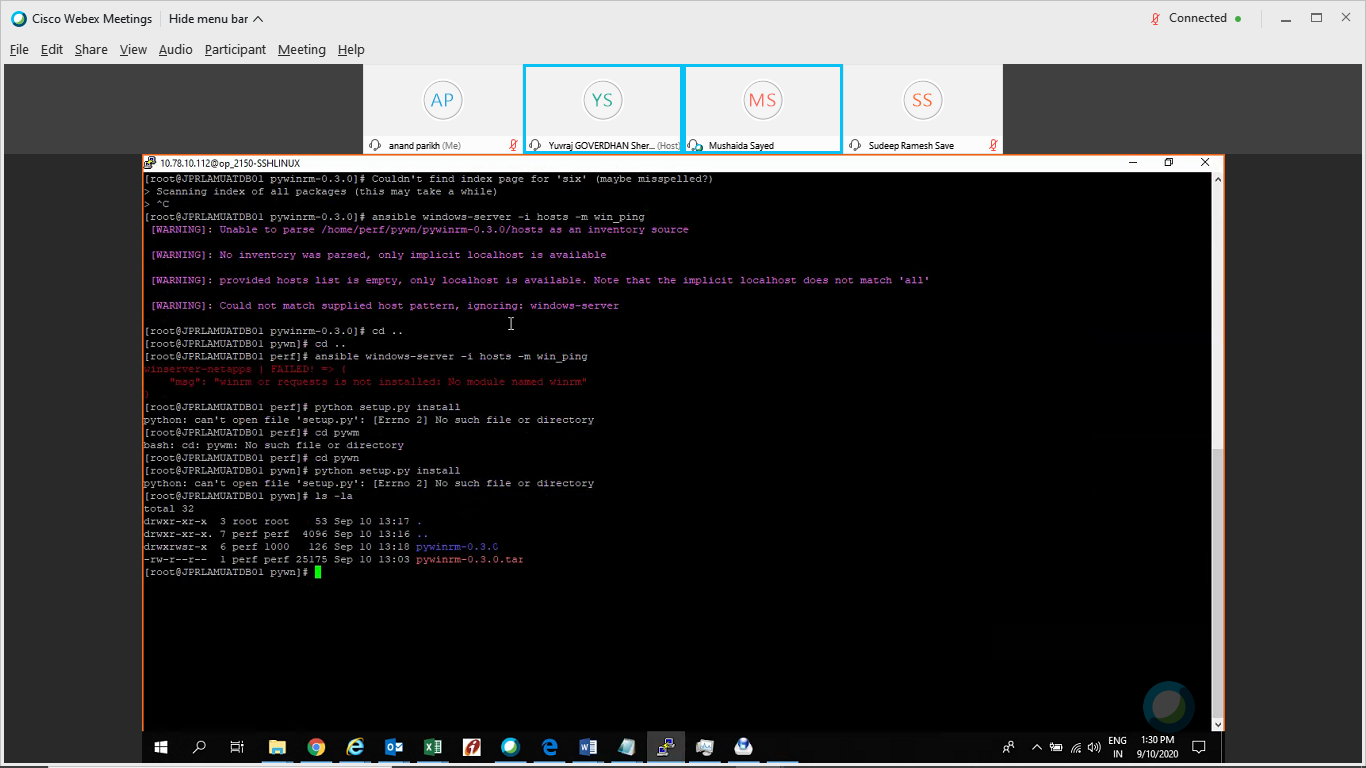 Cisco Webex Meetings
Hide menu bar
Connected
File Edit Share View Audio Participant Meeting Help
AP
YS
MS
SS
anand parikh (Me)
Yuvraj GOVERDHAN Sher... (Host)
Mushaida Sayed
Sudeep Ramesh Save
10.78.10.112@op_2150-SSHLINUX
[root@JPRLAMUATDB01 pywinrm-0.3.0]# Couldn't find index page for 'six' (maybe misspelled?)
> Scanning index of all packages (this may take a while)
> ^C
[root@JPRLAMUATDB01 pywinrm-0.3.0]# ansible windows-server -i hosts -m win_ping
[WARNING]: Unable to parse /home/perf/pywn/pywinrm-0.3.0/hosts as an inventory source
[WARNING]: No inventory was parsed, only implicit localhost is available
[WARNING]: provided hosts list is empty, only localhost is available. Note that the implicit localhost does not match 'all'
[WARNING]: Could not match supplied host pattern, ignoring: windows-server
[root@JPRLAMUATDB01 pywinrm-0.3.0]# cd ..
[root@JPRLAMUATDB01 pywn]# cd ..
[root@JPRLAMUATDB01 perf]# ansible windows-server -i hosts -m win_ping
winserver-netapps | FAILED! => {
"msg": "winrm or requests is not installed: No module named winrm"
}
[root@JPRLAMUATDB01 perf]# python setup.py install
python: can't open file 'setup.py': [Errno 2] No such file or directory
[root@JPRLAMUATDB01 perf]# cd pywm
bash: cd: pywm: No such file or directory
[root@JPRLAMUATDB01 perf]# cd pywn
[root@JPRLAMUATDB01 pywn]# python setup.py install
python: can't open file 'setup.py': [Errno 2] No such file or directory
[root@JPRLAMUATDB01 pywn]# ls -la
total 32
drwxr-xr-x 3 root root 53 Sep 10 13:17 .
drwxr-xr-x. 7 perf perf 4096 Sep 10 13:16 ..
drwxrwsr-x 6 perf 1000 126 Sep 10 13:18 pywinrm-0.3.0
-rw-r--r-- 1 perf perf 25175 Sep 10 13:03 pywinrm-0.3.0.tar
[root@JPRLAMUATDB01 pywn]#
ENG
IN
1:30 PM
9/10/2020